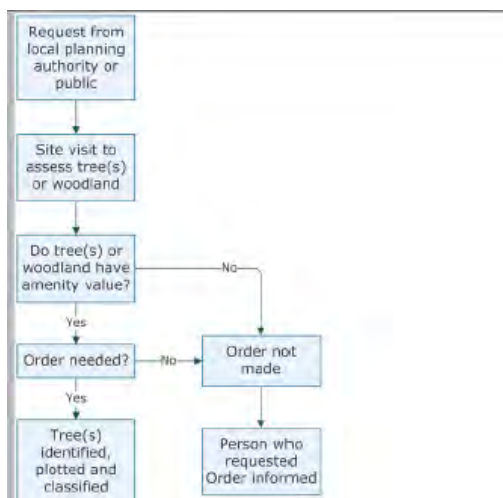 Request from
local planning
authority or
public
Site visit to
assess tree(s)
or woodland
Do tree(s) or
woodland have
amenity value?
No
Yes
Order needed?
No
Order not
made
Yes
Tree(s)
identified,
plotted and
classified
Person who
requested
Order informed